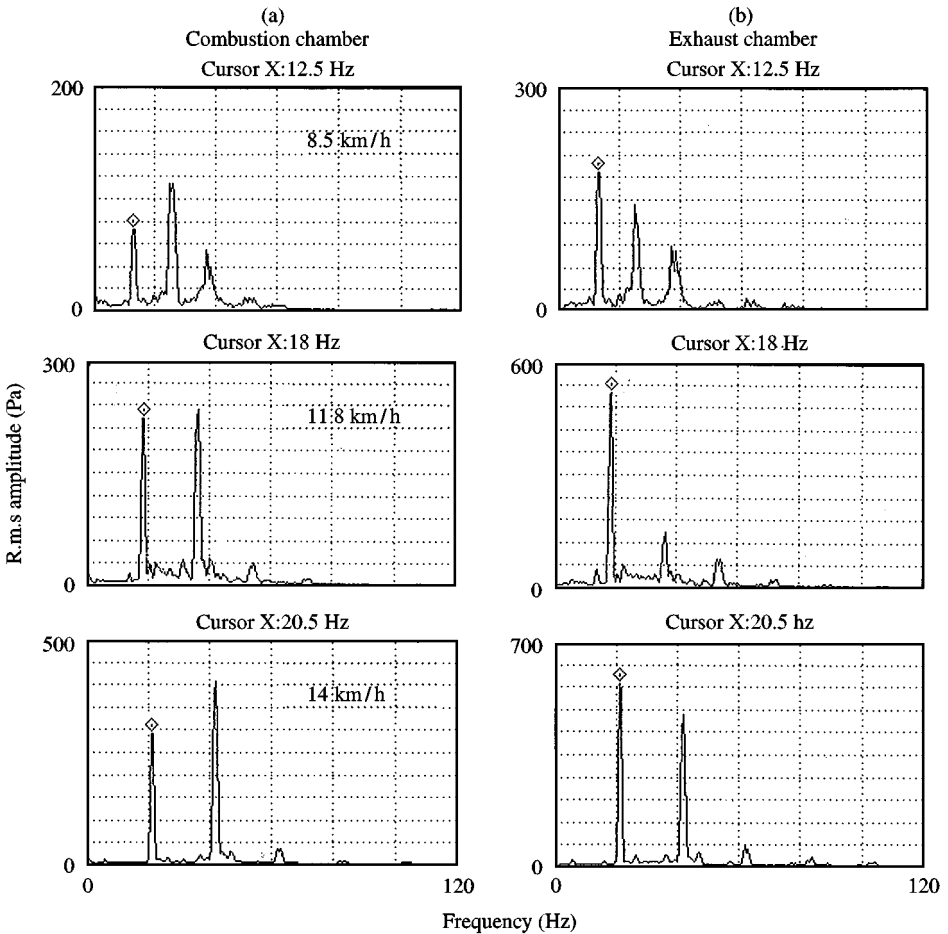 (a)
Combustion chamber
Cursor X:12.5 Hz
200
8.5 km/h
0
(b)
Exhaust chamber
Cursor X:12.5 Hz
300
0
R.m.s amplitude (Pa)
Cursor X:18 Hz
300
11.8 km/h
0
Cursor X:18 Hz
600
0
Cursor X:20.5 Hz
500
14 km/h
0
0
120
Cursor X:20.5 hz
700
0
0
120
Frequency (Hz)